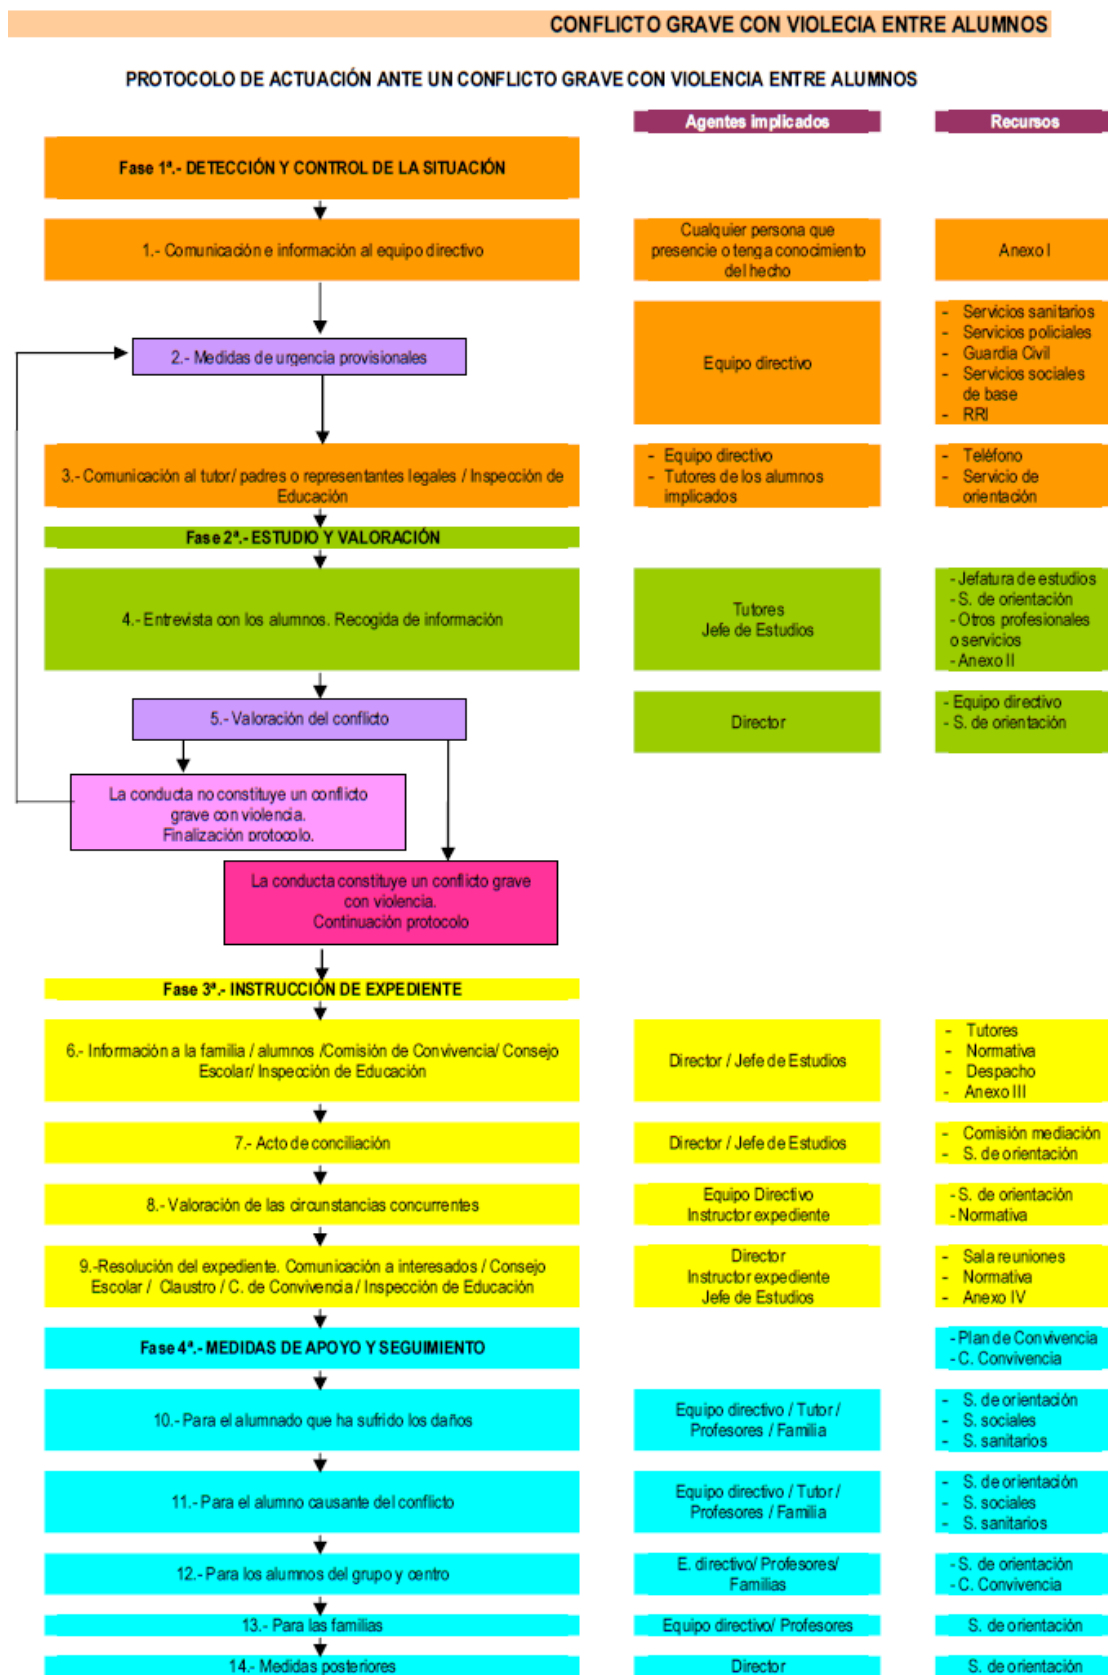 CONFLICTO GRAVE CON VIOLECIA ENTRE ALUMNOS
PROTOCOLO DE ACTUACIÓN ANTE UN CONFLICTO GRAVE CON VIOLENCIA ENTRE ALUMNOS
Agentes implicados
Recursos
Fase 1ª.- DETECCIÓN Y CONTROL DE LA SITUACIÓN
1.- Comunicación e información al equipo directivo
Cualquier persona que
presencie o tenga conocimiento
del hecho
Anexo I
2.- Medidas de urgencia provisionales
Equipo directivo
- Servicios sanitarios
- Servicios policiales
- Guardia Civil
- Servicios sociales
de base
- RRI
3.- Comunicación al tutor/ padres o representantes legales / Inspección de
Educación
- Equipo directivo
- Tutores de los alumnos
implicados
- Teléfono
- Servicio de
orientación
Fase 2ª.- ESTUDIO Y VALORACIÓN
4.- Entrevista con los alumnos. Recogida de información
Tutores
Jefe de Estudios
- Jefatura de estudios
- S. de orientación
- Otros profesionales
o servicios
- Anexo II
5.- Valoración del conflicto
Director
- Equipo directivo
- S. de orientación
La conducta no constituye un conflicto
grave con violencia.
Finalización protocolo.
La conducta constituye un conflicto grave
con violencia.
Continuación protocolo
Fase 3ª.- INSTRUCCIÓN DE EXPEDIENTE
6.- Información a la familia / alumnos /Comisión de Convivencia/ Consejo
Escolar/ Inspección de Educación
Director / Jefe de Estudios
- Tutores
- Normativa
- Despacho
- Anexo III
7.- Acto de conciliación
Director / Jefe de Estudios
- Comisión mediación
- S. de orientación
8.- Valoración de las circunstancias concurrentes
Equipo Directivo
Instructor expediente
- S. de orientación
- Normativa
9.-Resolución del expediente. Comunicación a interesados / Consejo
Escolar / Claustro / C. de Convivencia / Inspección de Educación
Director
Instructor expediente
Jefe de Estudios
- Sala reuniones
- Normativa
- Anexo IV
Fase 4ª.- MEDIDAS DE APOYO Y SEGUIMIENTO
- Plan de Convivencia
- C. Convivencia
10.- Para el alumnado que ha sufrido los daños
Equipo directivo / Tutor /
Profesores / Familia
- S. de orientación
- S. sociales
- S. sanitarios
11.- Para el alumno causante del conflicto
Equipo directivo / Tutor /
Profesores / Familia
- S. de orientación
- S. sociales
- S. sanitarios
12.- Para los alumnos del grupo y centro
E. directivo/ Profesores/
Familias
- S. de orientación
- C. Convivencia
13.- Para las familias
Equipo directivo/ Profesores
S. de orientación
14.- Medidas posteriores
Director
S. de orientación